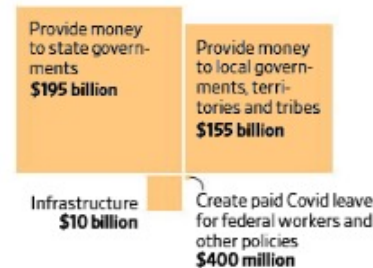 Provide money
to state govern-
ments
$195 billion
Provide money
to local govern-
ments, terri-
tories and tribes
$155 billion
Infrastructure
$10 billion
Create paid Covid leave
for federal workers and
other policies
$400 million